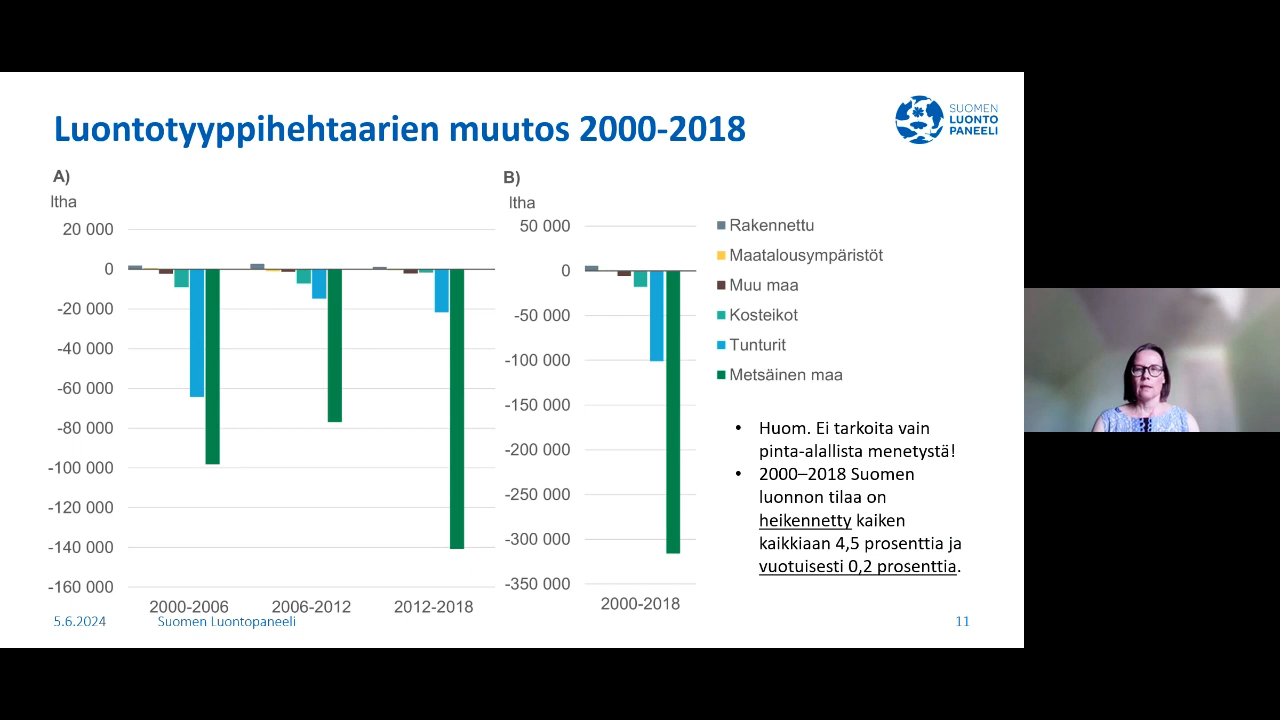 Luontotyyppihehtaarien muutos 2000-2018
SUOMEN
LUONTO
PANEELI
A)
ltha
20 000
0
-20 000
-40 000
-60 000
-80 000
-100 000
-120 000
-140 000
-160 000
2000-2006
2006-2012
2012-2018
B)
ltha
50 000
0
-50 000
-100 000
-150 000
-200 000
-250 000
-300 000
-350 000
2000-2018
Rakennettu
Maatalousympäristöt
Muu maa
Kosteikot
Tunturit
Metsäinen maa
• Huom. Ei tarkoita vain
pinta-alallista menetystä!
• 2000–2018 Suomen
luonnon tilaa on
heikennetty kaiken
kaikkiaan 4,5 prosenttia ja
vuotuisesti 0,2 prosenttia.
5.6.2024
Suomen Luontopaneeli
11